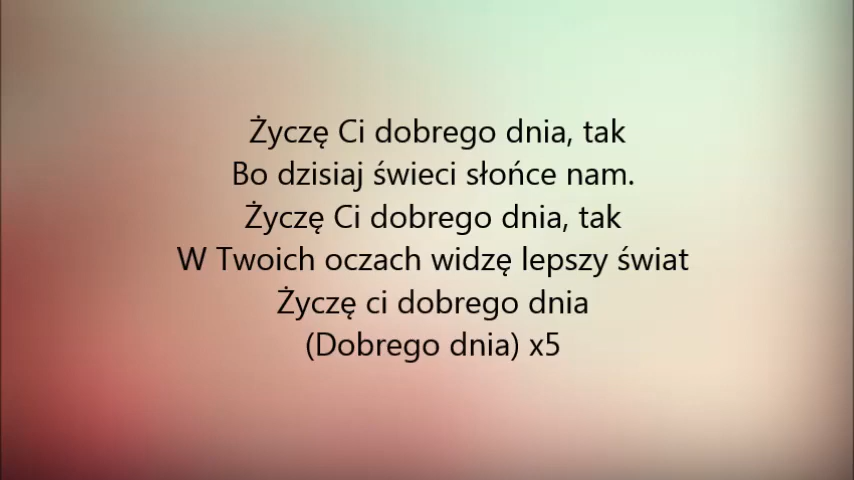 Życzę Ci dobrego dnia, tak
Bo dzisiaj świeci słońce nam.
Życzę Ci dobrego dnia, tak
W Twoich oczach widzę lepszy świat
Życzę ci dobrego dnia
(Dobrego dnia) x5